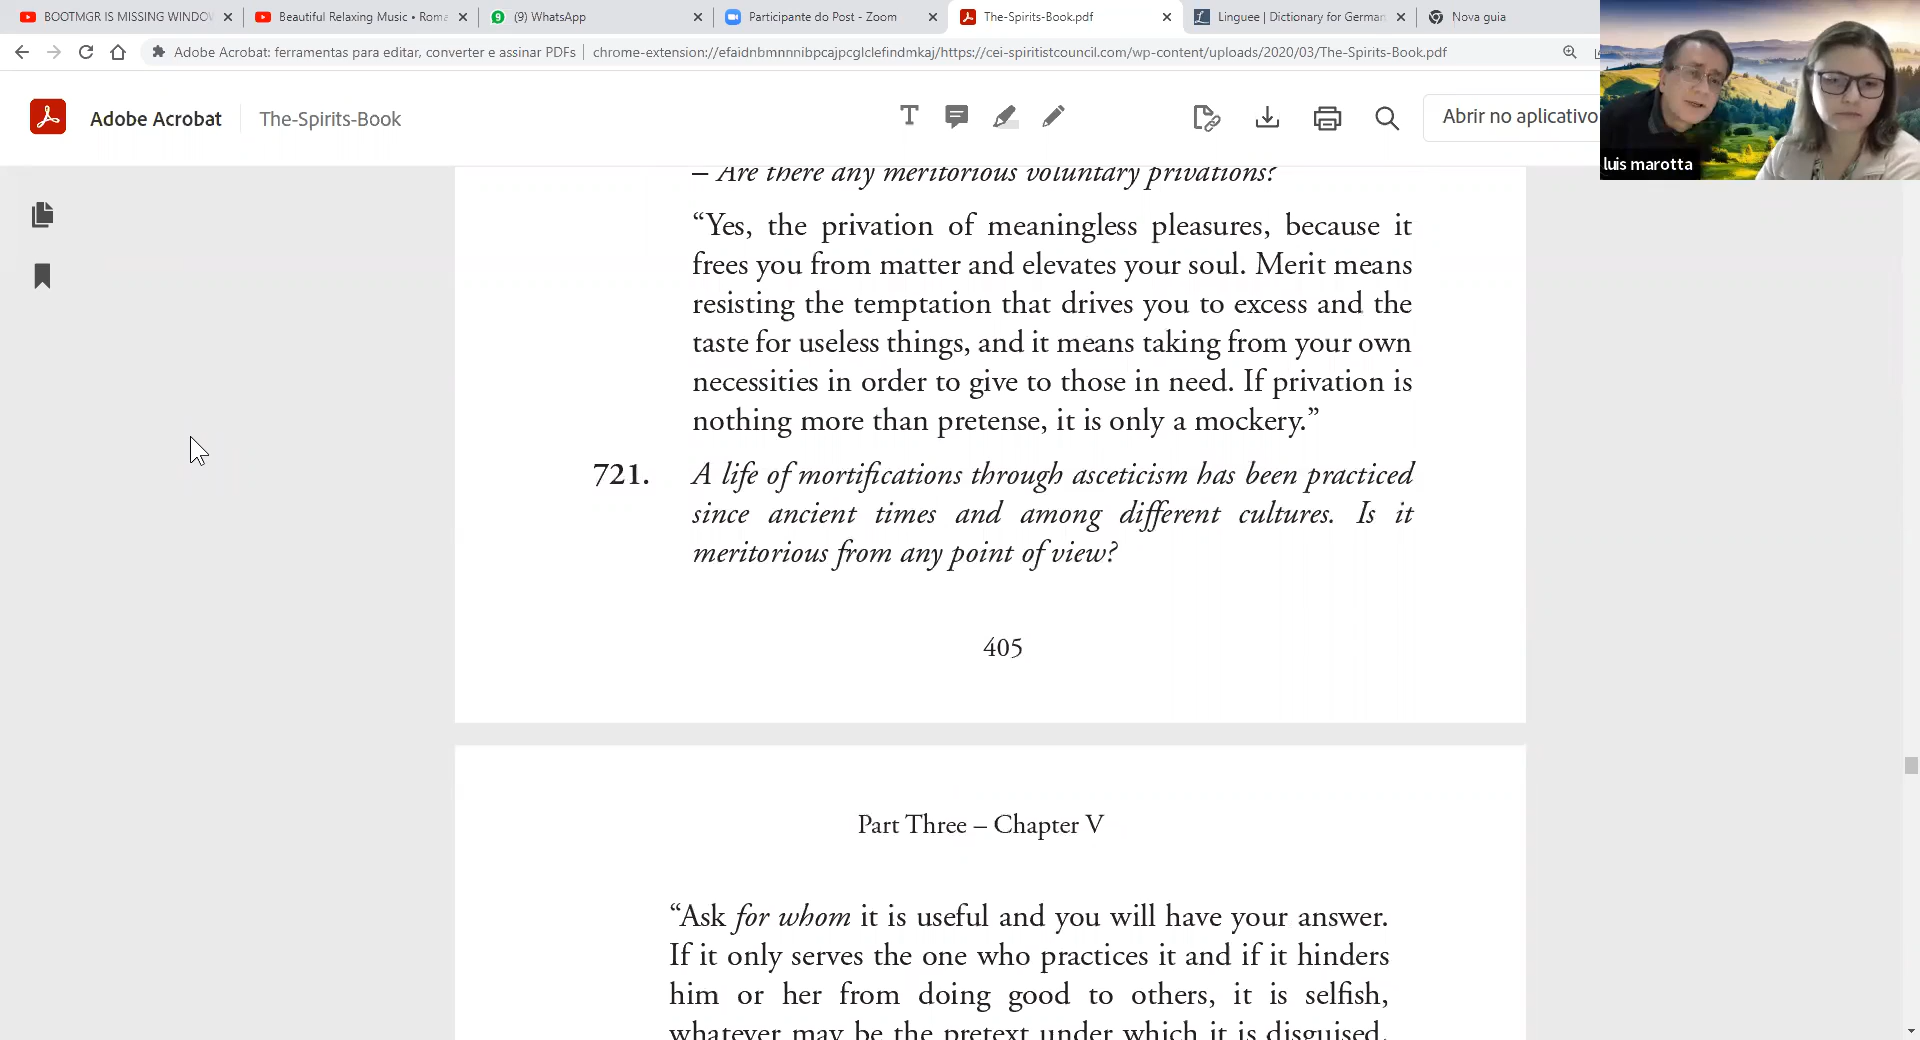 BOOTMGR IS MISSING WINDOW
Beautiful Relaxing Music • Roma
(9) WhatsApp
Participante do Post - Zoom
The-Spirits-Book.pdf
Linguee | Dictionary for German
Nova guia
Adobe Acrobat: ferramentas para editar, converter e assinar PDFs
chrome-extension://efaidnbmnnnibpcajpcglclefindmkaj/https://cei-spiritistcouncil.com/wp-content/uploads/2020/03/The-Spirits-Book.pdf
Adobe Acrobat
The-Spirits-Book
Abrir no aplicativo
luis marotta
– Are there any meritorious voluntary privations?
“Yes, the privation of meaningless pleasures, because it
frees you from matter and elevates your soul. Merit means
resisting the temptation that drives you to excess and the
taste for useless things, and it means taking from your own
necessities in order to give to those in need. If privation is
nothing more than pretense, it is only a mockery.”
721. A life of mortifications through asceticism has been practiced
since ancient times and among different cultures. Is it
meritorious from any point of view?
405
Part Three – Chapter V
“Ask for whom it is useful and you will have your answer.
If it only serves the one who practices it and if it hinders
him or her from doing good to others, it is selfish,
whatever may be the pretext under which it is disguised.